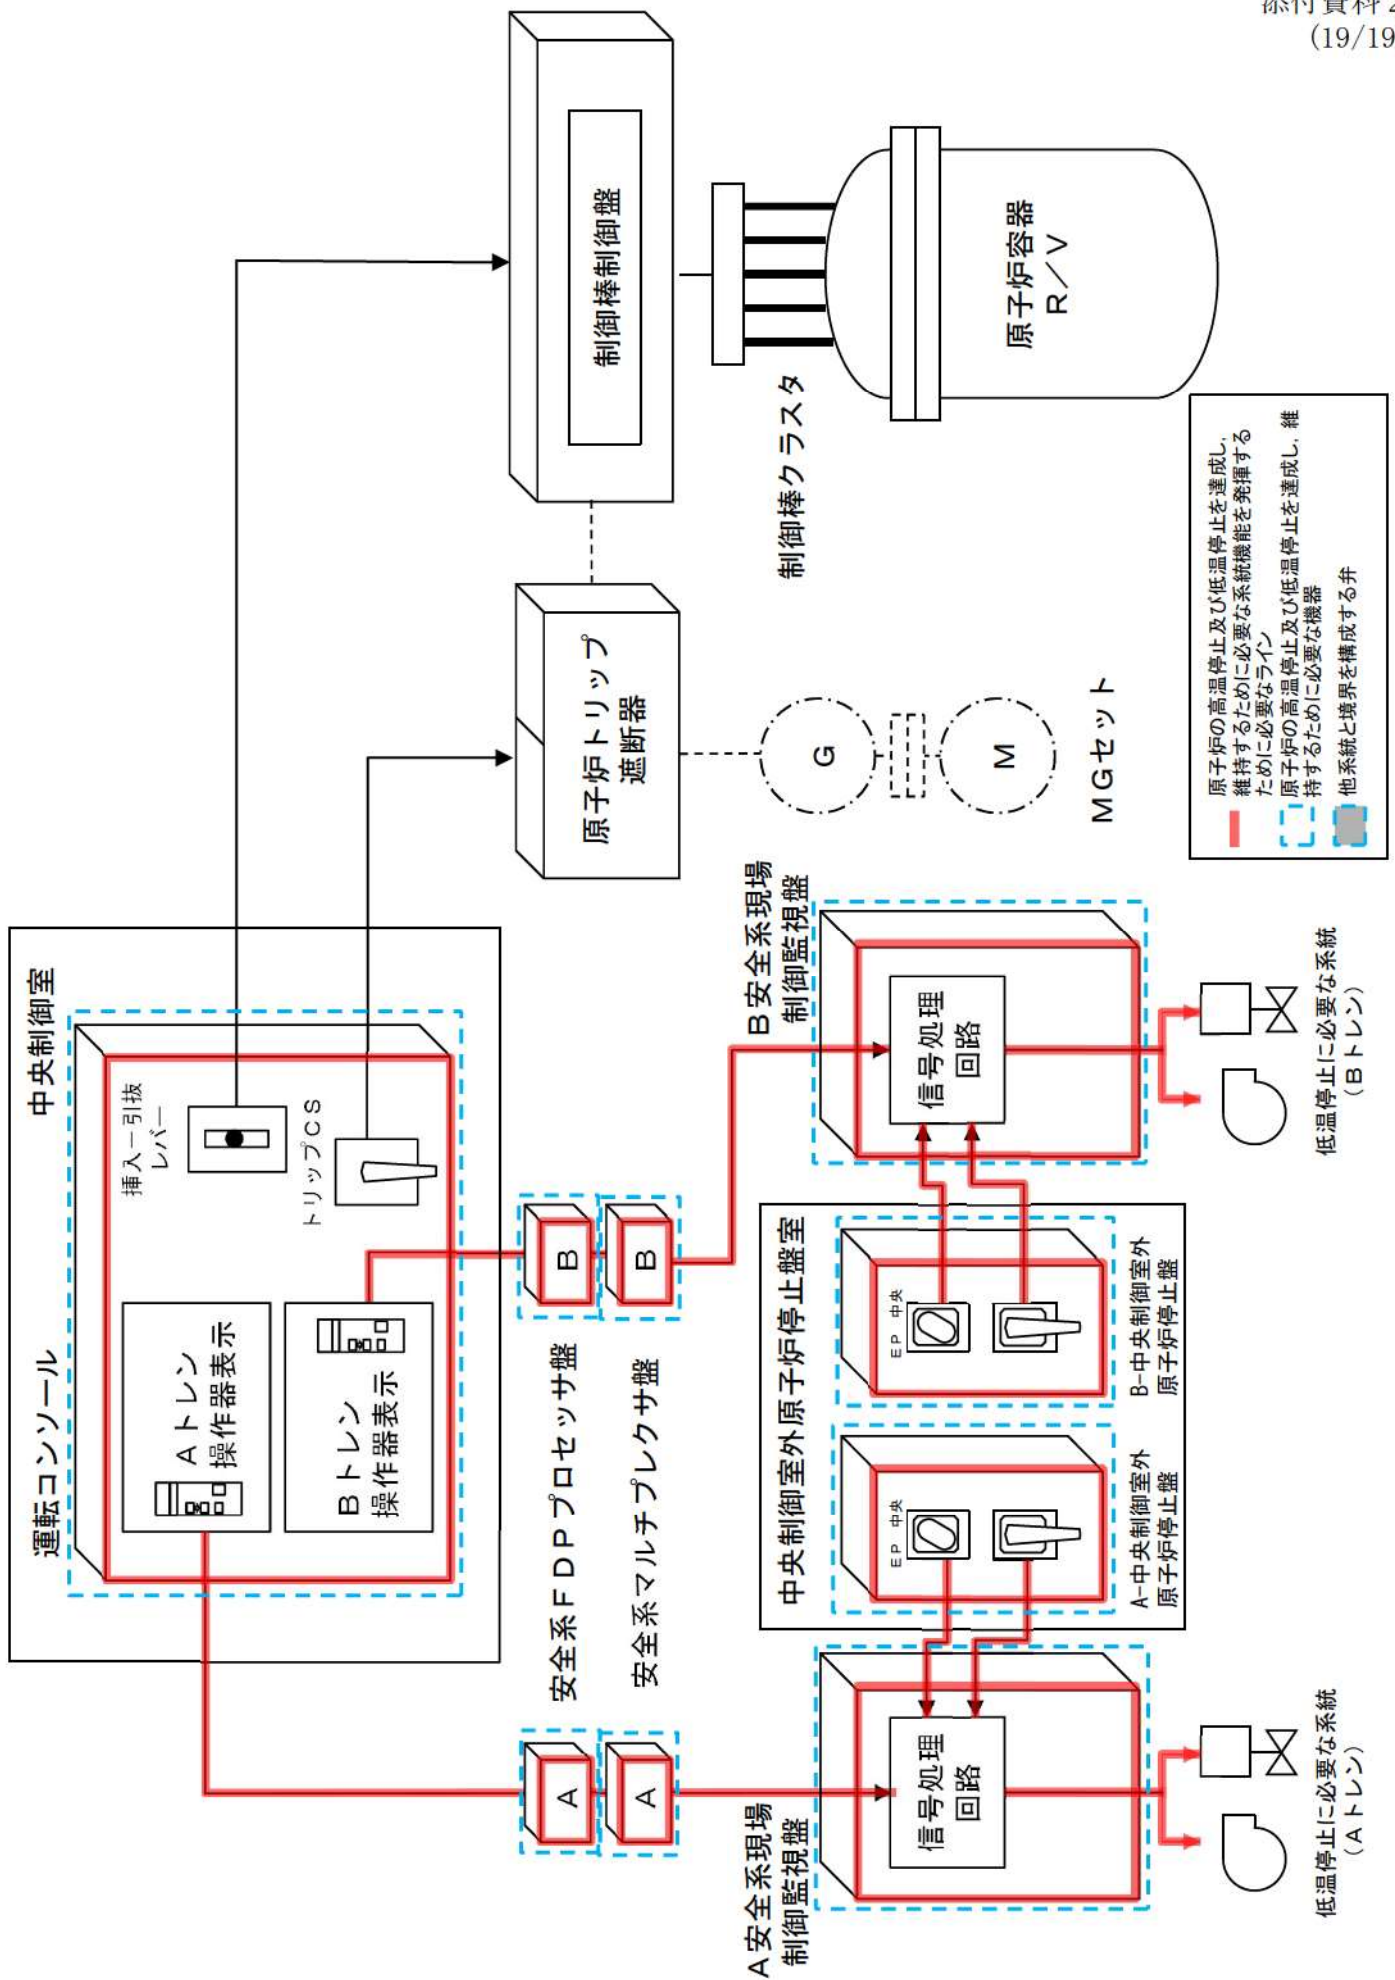 添付資料2
(19/19
中央制御室
運転コンソール
挿入ー引抜
レバー
トリップCS
Aトレン
操作器表示
Bトレン
操作器表示
制御棒制御盤
原子炉トリップ
遮断器
制御棒クラスタ
原子炉容器
R/V
G
M
MGセット
安全系FDPプロセッサ盤
A
B
安全系マルチプレクサ盤
A
B
A安全系現場
制御監視盤
信号処理
回路
B安全系現場
制御監視盤
信号処理
回路
中央制御室外原子炉停止盤室
EP 中央
A-中央制御室外
原子炉停止盤
EP 中央
B-中央制御室外
原子炉停止盤
低温停止に必要な系統
(Aトレン)
低温停止に必要な系統
(Bトレン)
原子炉の高温停止及び低温停止を達成し,
維持するために必要な系統機能を発揮する
ために必要なライン
原子炉の高温停止及び低温停止を達成し, 維
持するために必要な機器
他系統と境界を構成する弁